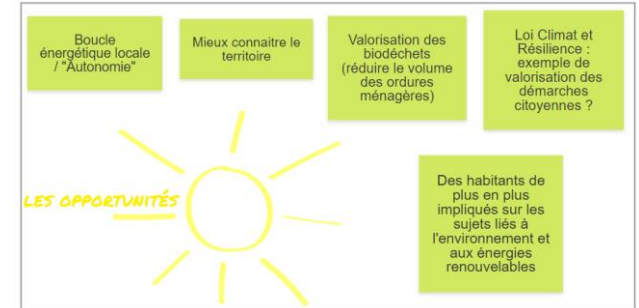 Boucle
énergétique locale
/ "Autonomie"
Mieux connaitre le
territoire
Valorisation des
biodéchets
(réduire le volume
des ordures
ménagères)
Loi Climat et
Résilience :
exemple de
valorisation des
démarches
citoyennes ?
LES OPPORTUNITÉS
Des habitants de
plus en plus
impliqués sur les
sujets liés à
l'environnement et
aux énergies
renouvelables